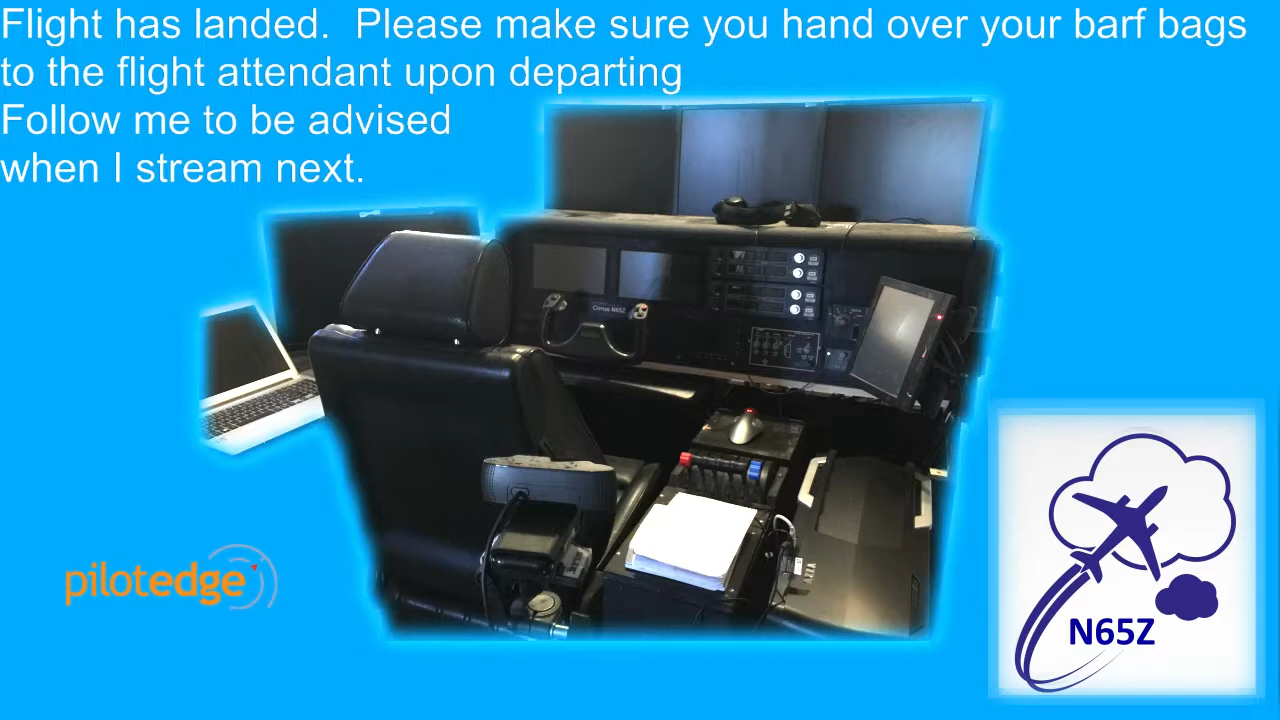 Flight has landed.  Please make sure you hand over your barf bags
to the flight attendant upon departing
Follow me to be advised
when I stream next.
Cirrus N65Z
pilotedge
N65Z